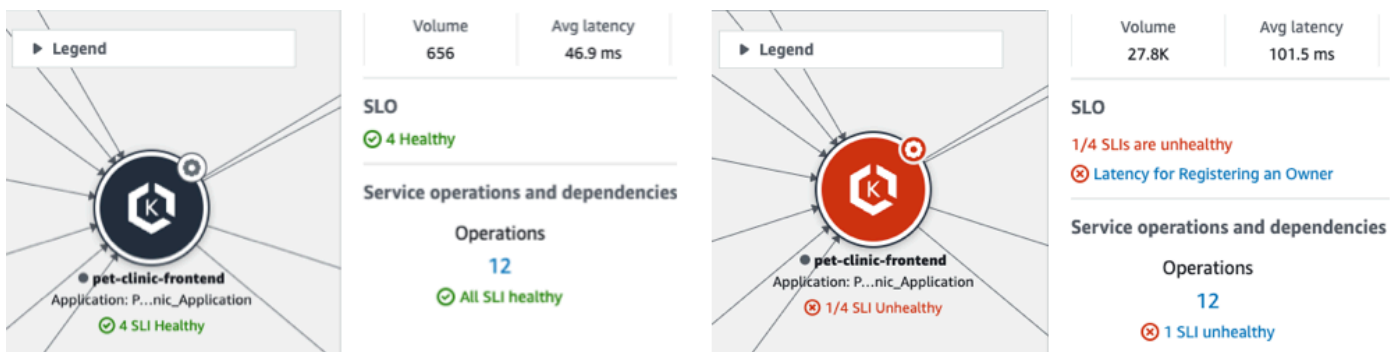 Legend
K
pet-clinic-frontend
Application: P...nic_Application
4 SLI Healthy
Volume
Avg latency
656
46.9 ms
SLO
4 Healthy
Service operations and dependencies
Operations
12
All SLI healthy
Legend
K
pet-clinic-frontend
Application: P...nic_Application
1/4 SLI Unhealthy
Volume
Avg latency
27.8K
101.5 ms
SLO
1/4 SLIs are unhealthy
Latency for Registering an Owner
Service operations and dependencies
Operations
12
1 SLI unhealthy